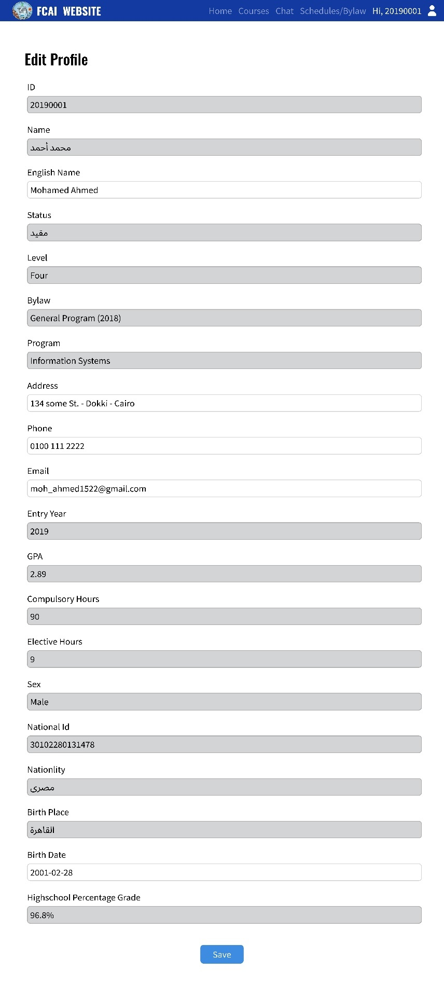 FCAI WEBSITE
Home Courses Chat Schedules/Bylaw Hi, 20190001
Edit Profile
ID
20190001
Name
محمد أحمد
English Name
Mohamed Ahmed
Status
مقيد
Level
Four
Bylaw
General Program (2018)
Program
Information Systems
Address
134 some St. - Dokki - Cairo
Phone
0100 111 2222
Email
moh_ahmed1522@gmail.com
Entry Year
2019
GPA
2.89
Compulsory Hours
90
Elective Hours
9
Sex
Male
National Id
30102280131478
Nationlity
مصرى
Birth Place
القاهرة
Birth Date
2001-02-28
Highschool Percentage Grade
96.8%
Save